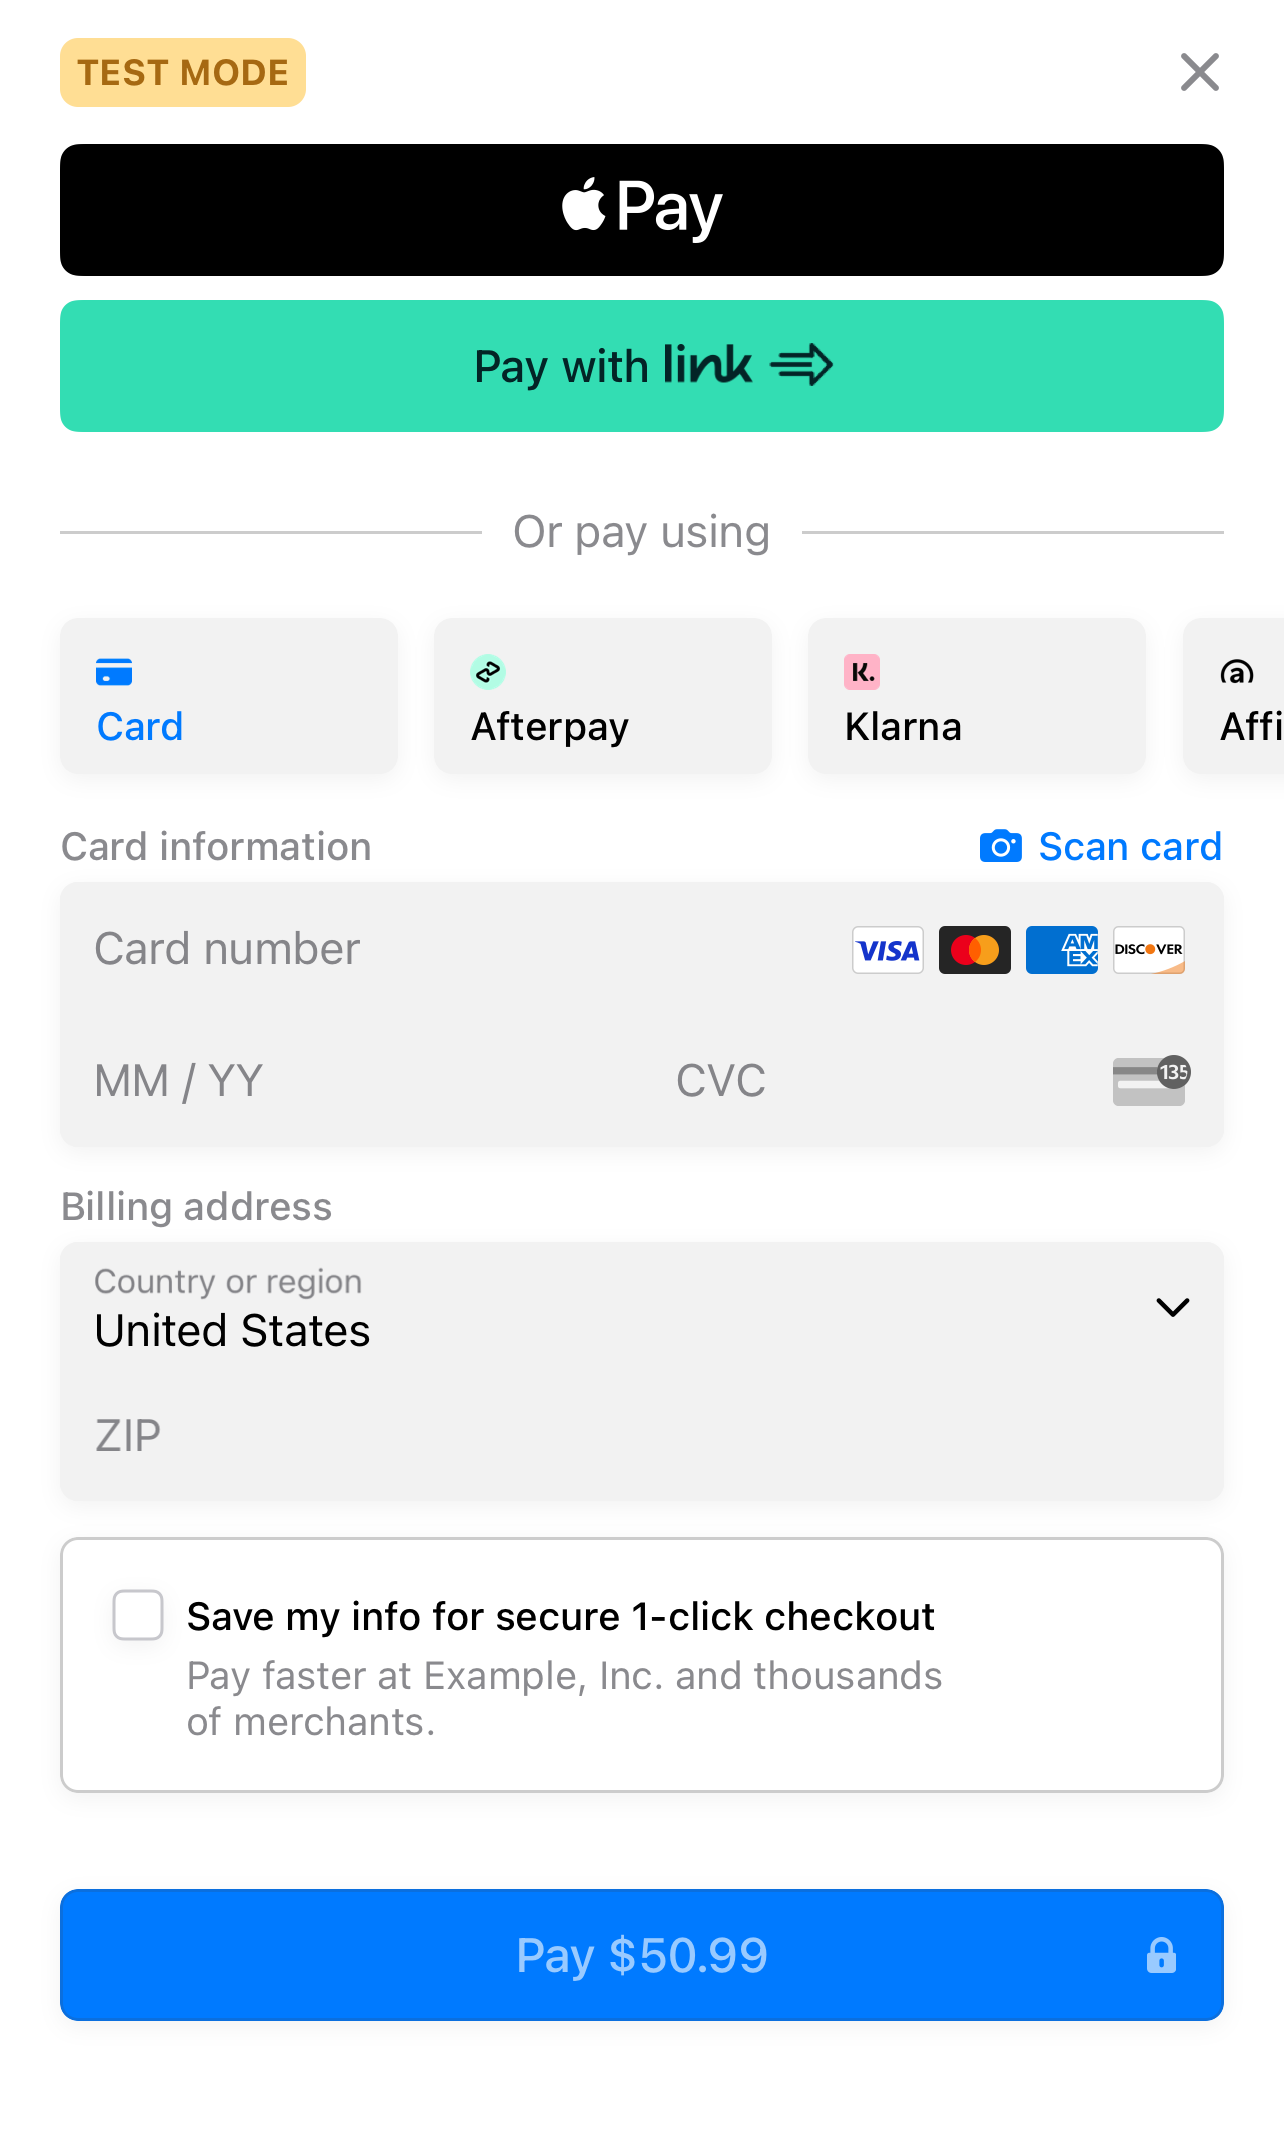 TEST MODE
Pay
Pay with link
Or pay using
Card
Afterpay
K.
Klarna
a
Affi
Card information
Scan card
Card number
VISA
AM
EX
DISCOVER
MM / YY
CVC
135
Billing address
Country or region
United States
ZIP
Save my info for secure 1-click checkout
Pay faster at Example, Inc. and thousands
of merchants.
Pay $50.99